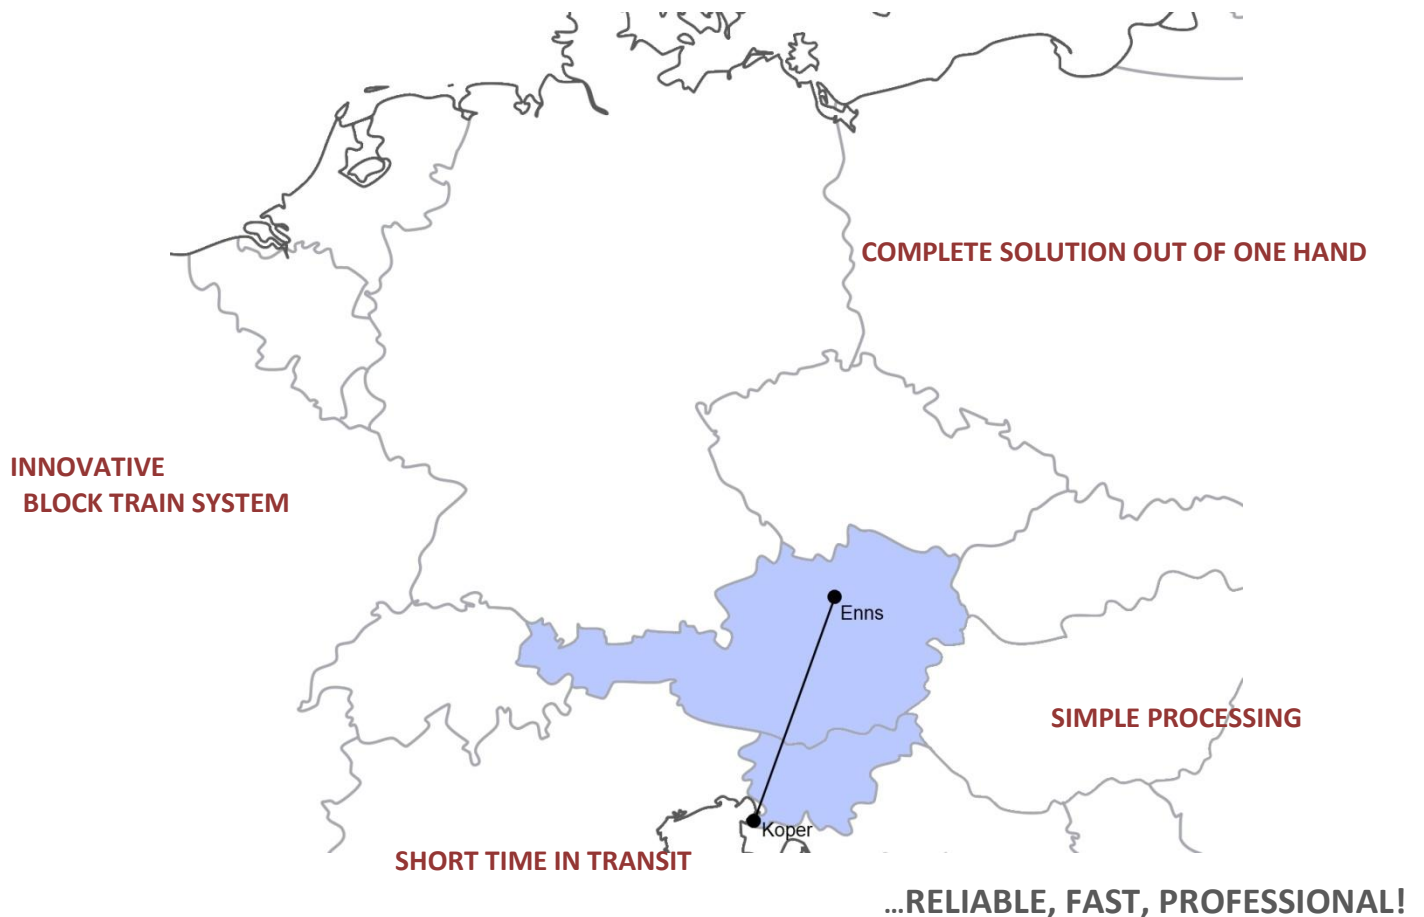 COMPLETE SOLUTION OUT OF ONE HAND
INNOVATIVE
BLOCK TRAIN SYSTEM
Enns
SIMPLE PROCESSING
Koper
SHORT TIME IN TRANSIT
...RELIABLE, FAST, PROFESSIONAL!